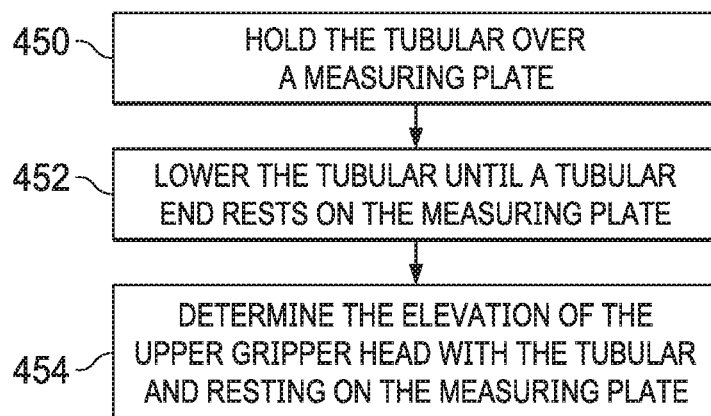 450
HOLD THE TUBULAR OVER
A MEASURING PLATE
452
LOWER THE TUBULAR UNTIL A TUBULAR
END RESTS ON THE MEASURING PLATE
454
DETERMINE THE ELEVATION OF THE
UPPER GRIPPER HEAD WITH THE TUBULAR
AND RESTING ON THE MEASURING PLATE